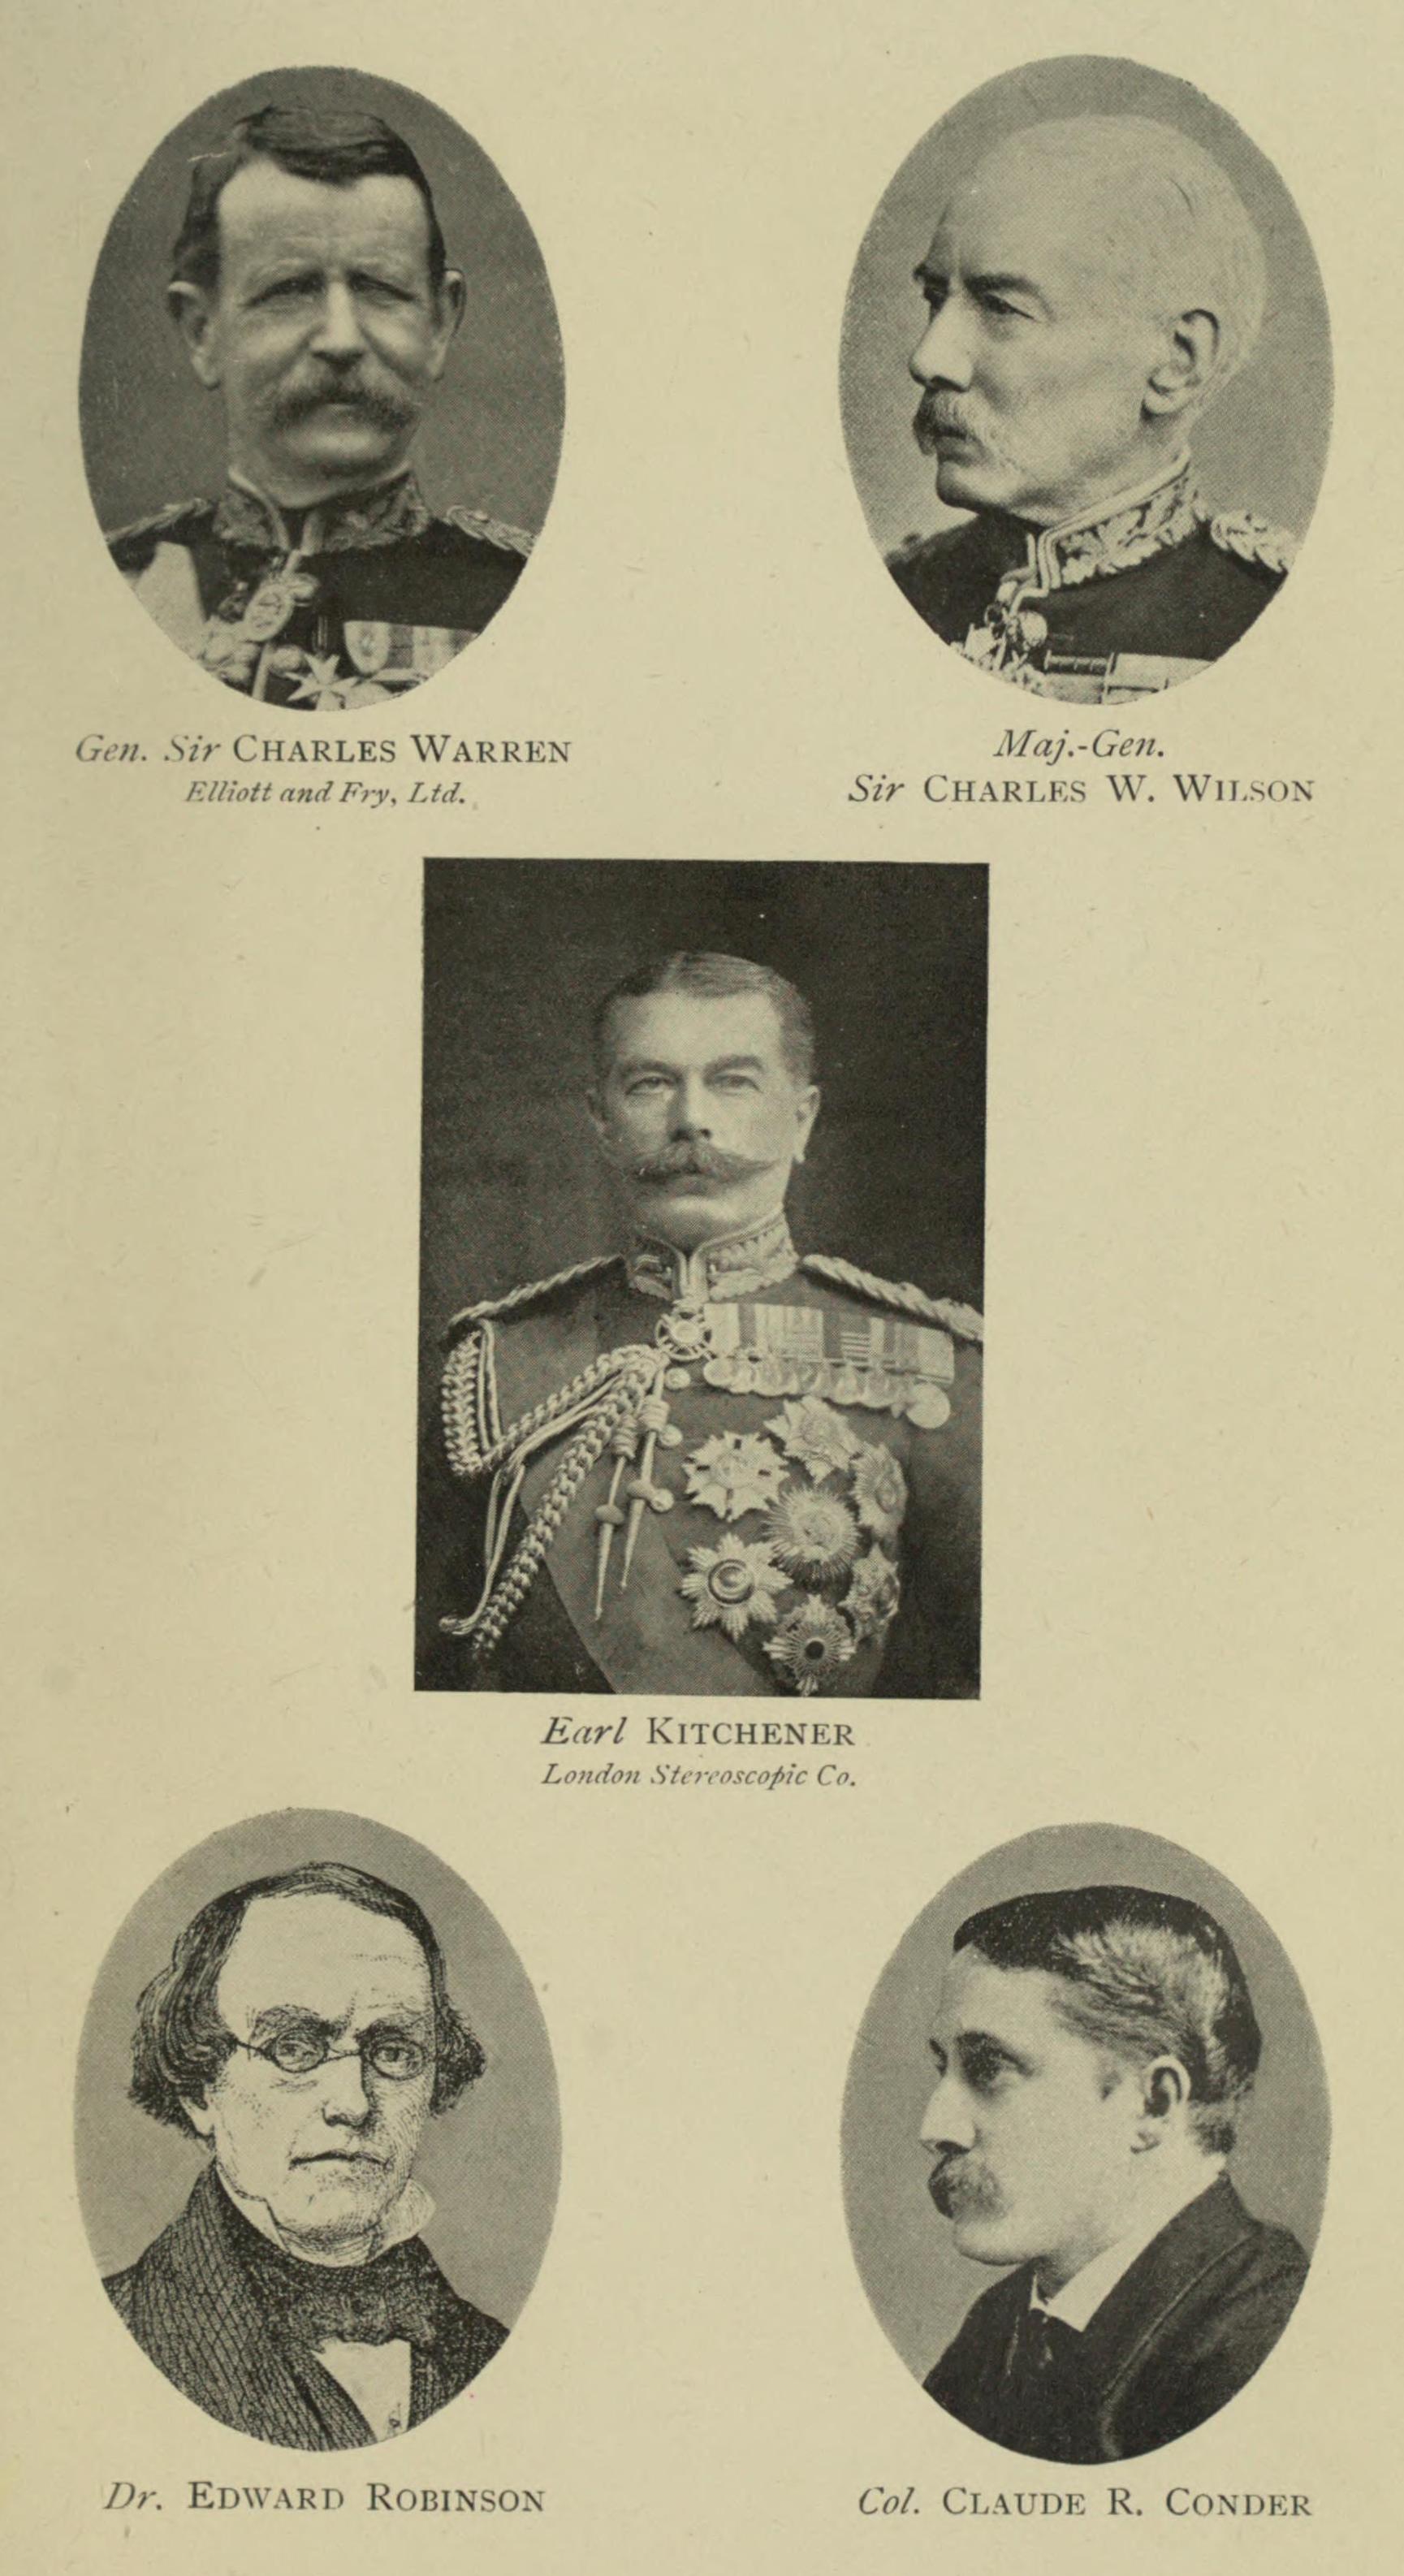 Gen. Sir CHARLES WARREN
Elliott and Fry, Ltd.
Maj.-Gen.
Sir CHARLES W. WILSON
Earl KITCHENER
London Stereoscopic Co.
Dr. EDWARD ROBINSON
Col. CLAUDE R. CONDER